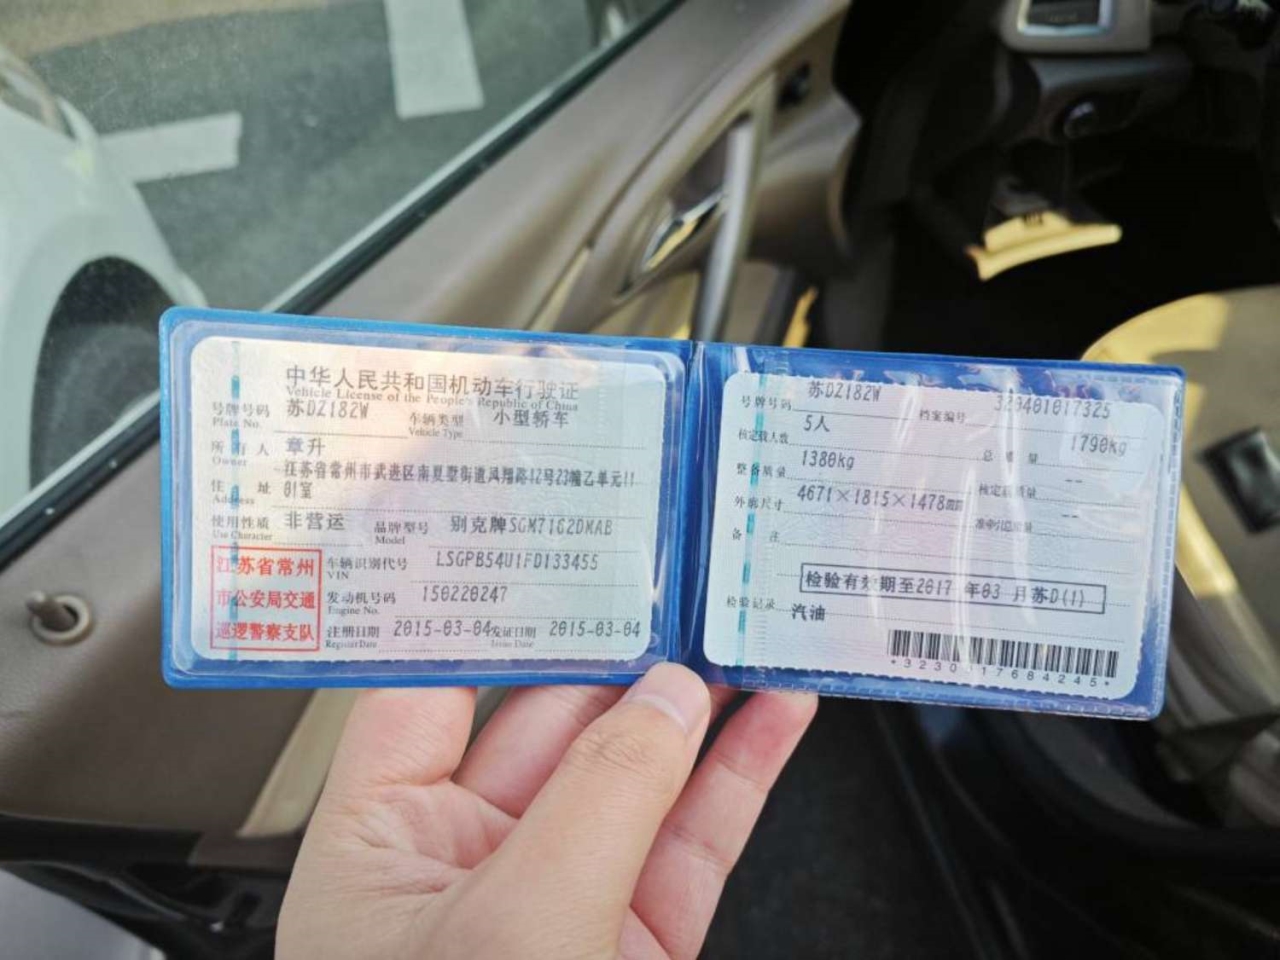 中华人民共和国机动车行驶证
Vehicle License of the People's Republic of China
号牌号码 苏DZ182W 车辆类型 小型轿车
Plate No. Vehicle Type
所有人 章升
Owner
住址 江苏省常州市武进区南夏墅街道凤翔路12号23幢乙单元11
Address 01室
使用性质 非营运 品牌型号 别克牌SGM7162DKAB
Use Character Model
江苏省常州
市公安局交通
巡逻警察支队
车辆识别代号 LSGPB54U1FD133455
VIN
发动机号码 150220247
Engine No.
注册日期 2015-03-04 发证日期 2015-03-04
Register Date Issue Date
号牌号码 苏DZ182W 档案编号 320401017325
核定载人数 5人 总质量 1790kg
整备质量 1380kg 核定载质量 --
外廓尺寸 4671×1815×1478mm 准牵引总质量 --
备注
检验有效期至2017年03月苏D(1)
检验记录
汽油
*3230017684245*